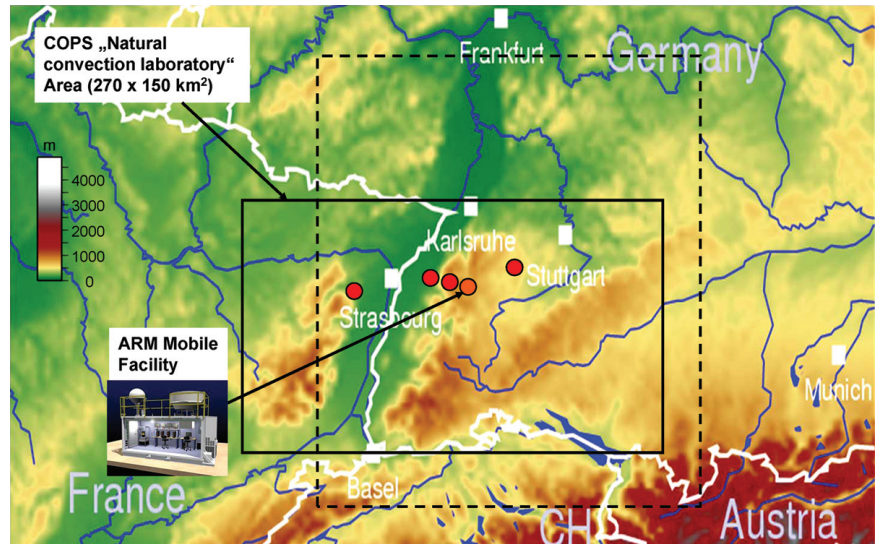 COPS „Natural
convection laboratory“
Area (270 x 150 km²)
Frankfurt
Germany
m
4000
3000
2000
1000
0
Karlsruhe
Stuttgart
Strasbourg
ARM Mobile
Facility
Munich
France
Basel
CH
Austria